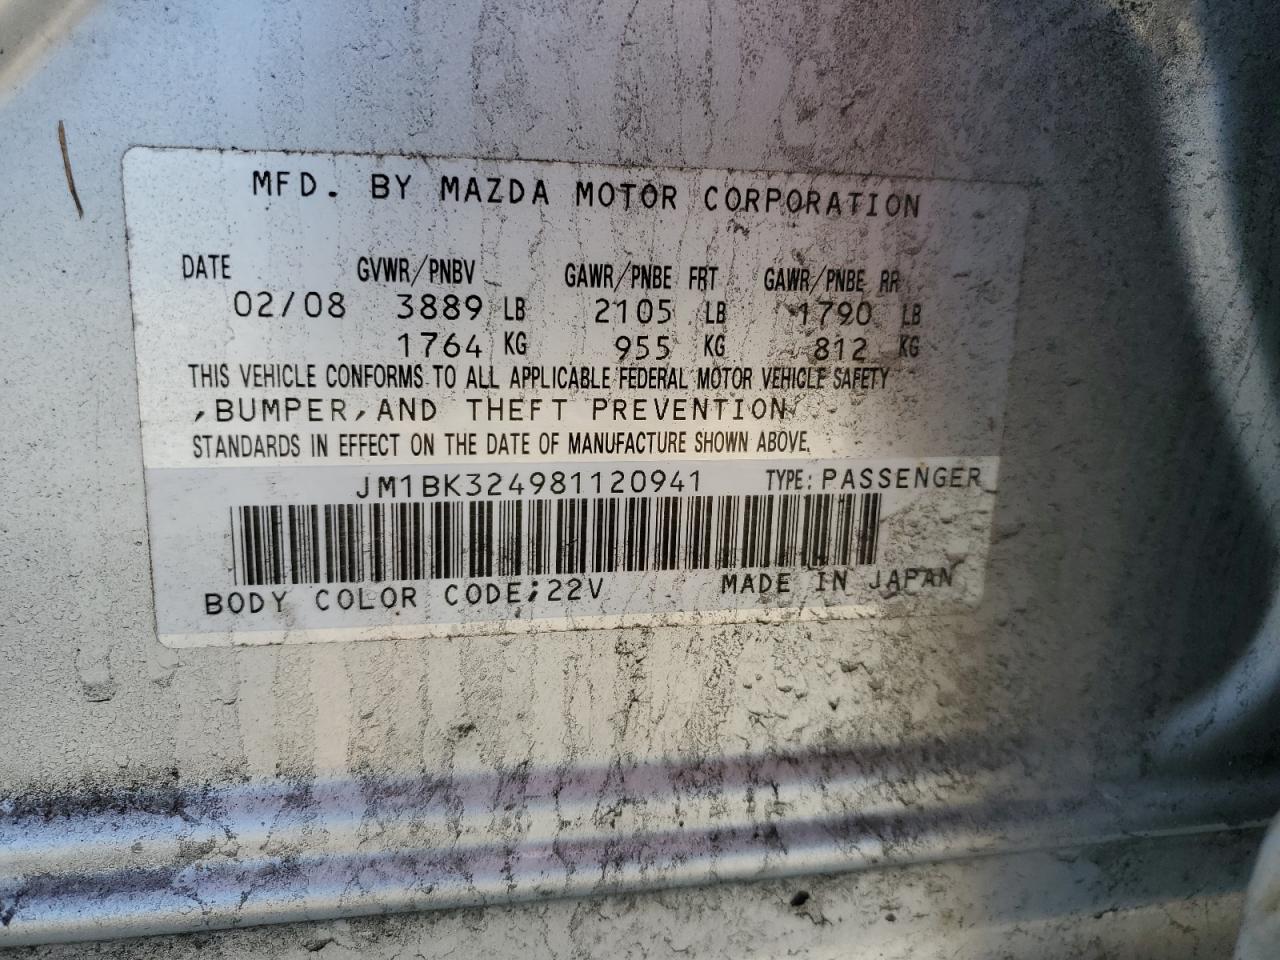 MFD. BY MAZDA MOTOR CORPORATION
DATE GVWR/PNBV GAWR/PNBE FRT GAWR/PNBE RR
02/08 3889 LB 2105 LB 1790 LB
1764 KG 955 KG 812 KG
THIS VEHICLE CONFORMS TO ALL APPLICABLE FEDERAL MOTOR VEHICLE SAFETY
,BUMPER,AND THEFT PREVENTION
STANDARDS IN EFFECT ON THE DATE OF MANUFACTURE SHOWN ABOVE.
JM1BK324981120941 TYPE: PASSENGER
BODY COLOR CODE;22V MADE IN JAPAN